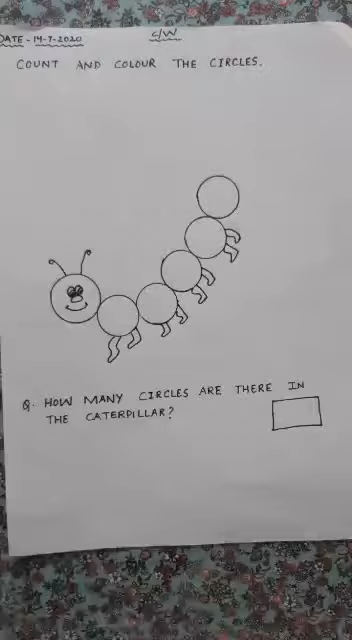 DATE - 14-7-2020
C/W
COUNT AND COLOUR THE CIRCLES.
Q. HOW MANY CIRCLES ARE THERE IN
THE CATERPILLAR?